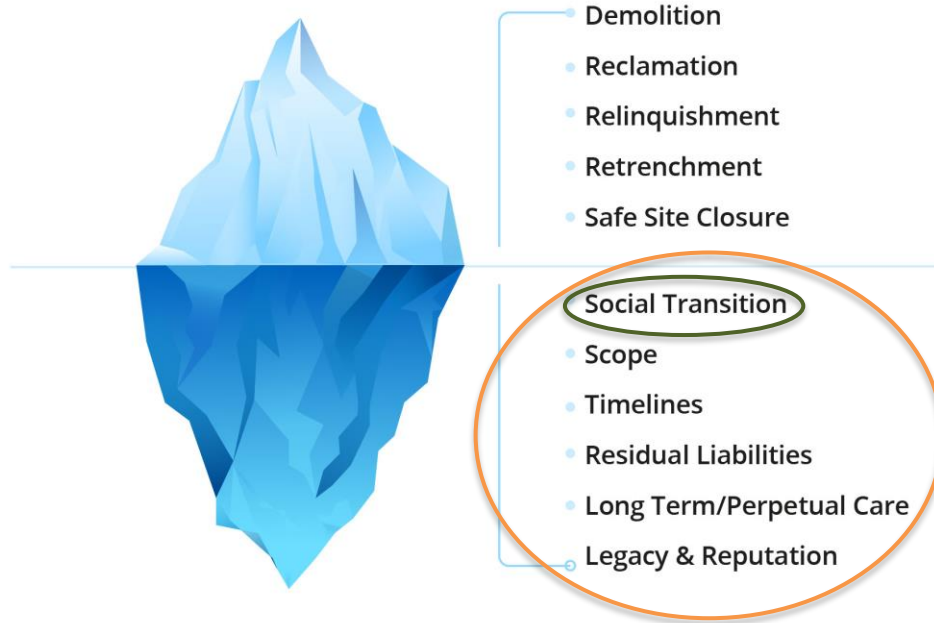 Demolition
Reclamation
Relinquishment
Retrenchment
Safe Site Closure
Social Transition
Scope
Timelines
Residual Liabilities
Long Term/Perpetual Care
Legacy & Reputation